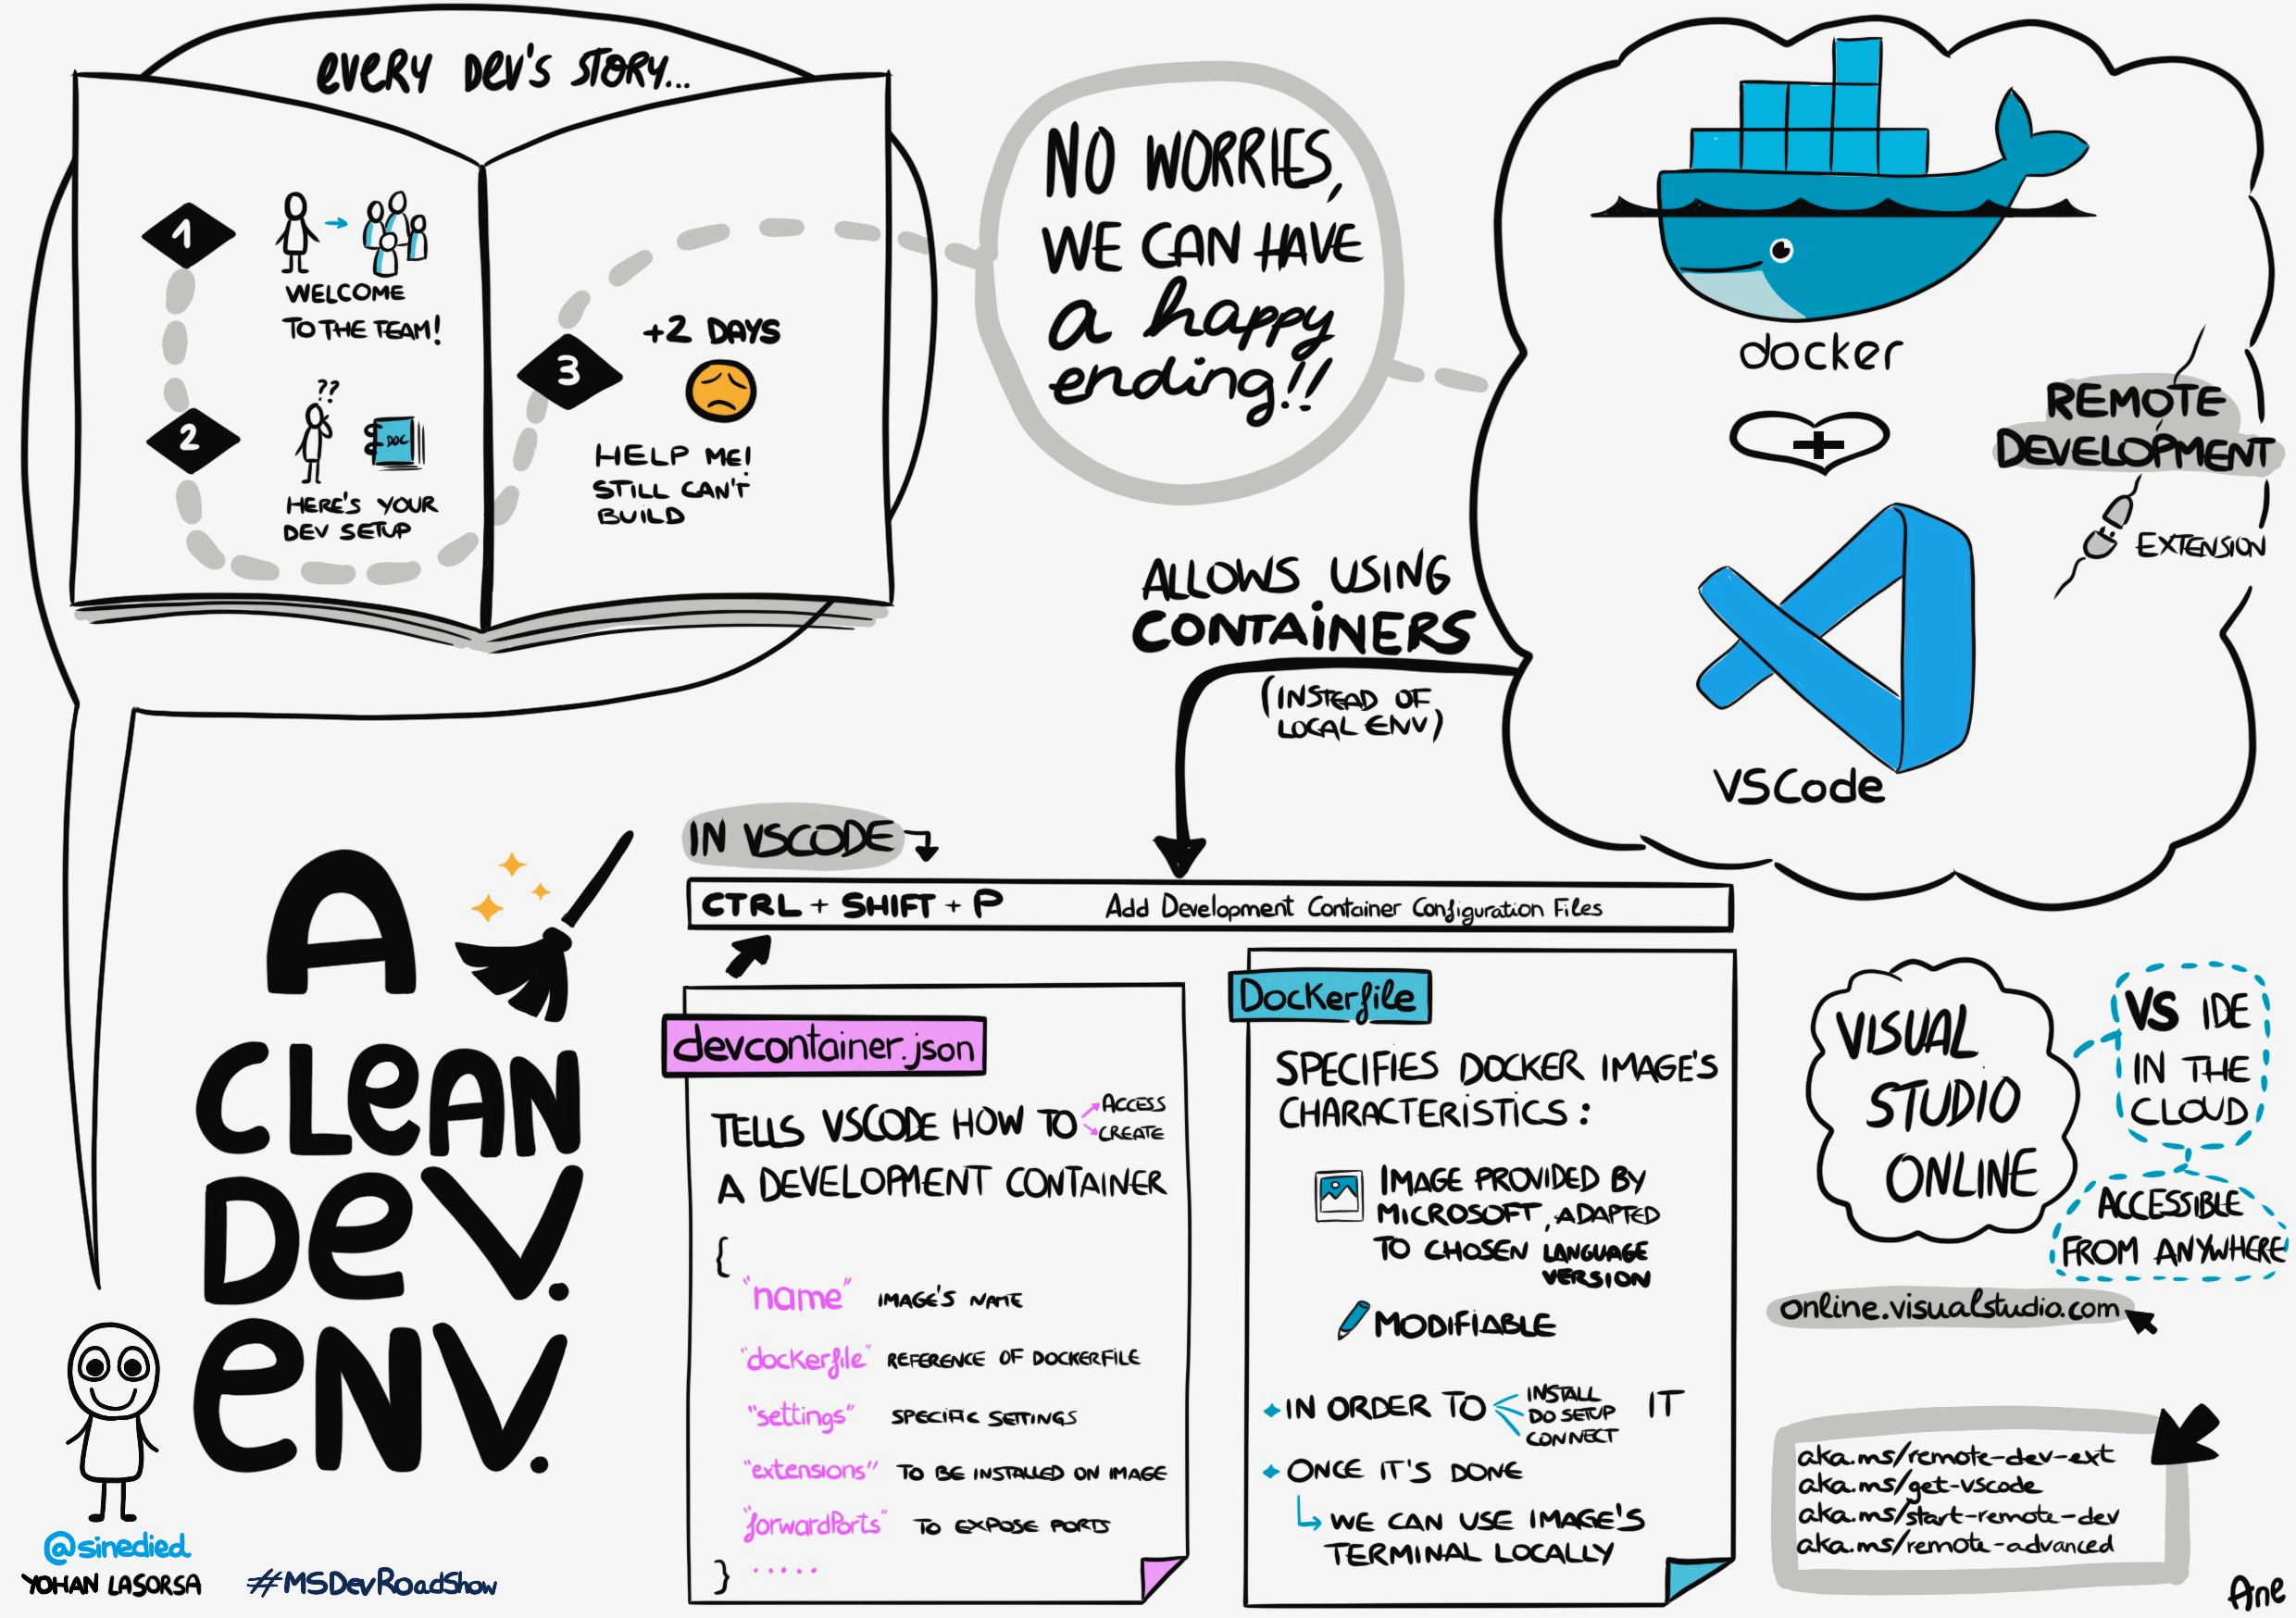 every Dev's story...
1
WELCOME
TO THE TEAM!
2
??
DOC
HERE'S YOUR
DEV SETUP
3
+2 DAYS
HELP ME!
STILL CAN'T
BUILD
NO WORRIES,
WE CAN HAVE
a happy
ending!!
docker
+
VSCode
REMOTE
DEVELOPMENT
EXTENSION
ALLOWS USING
CONTAINERS
(INSTEAD OF
LOCAL ENV)
A
CLEAN
DEV.
ENV.
@sinedied
YOHAN LASORSA
#MSDevRoadShow
IN VSCODE
CTRL + SHIFT + P Add Development Container Configuration Files
devcontainer.json
TELLS VSCODE HOW TO ACCESS
CREATE
A DEVELOPMENT CONTAINER
{
"name" IMAGE'S NAME
"dockerfile" REFERENCE OF DOCKERFILE
"settings" SPECIFIC SETTINGS
"extensions" TO BE INSTALLED ON IMAGE
"forwardPorts" TO EXPOSE PORTS
} .....
Dockerfile
SPECIFIES DOCKER IMAGE'S
CHARACTERISTICS:
IMAGE PROVIDED BY
MICROSOFT, ADAPTED
TO CHOSEN LANGUAGE
VERSION
MODIFIABLE
IN ORDER TO INSTALL
DO SETUP
CONNECT
IT
ONCE IT'S DONE
WE CAN USE IMAGE'S
TERMINAL LOCALLY
VISUAL
STUDIO
ONLINE
VS IDE
IN THE
CLOUD
ACCESSIBLE
FROM ANYWHERE
online.visualstudio.com
aka.ms/remote-dev-ext
aka.ms/get-vscode
aka.ms/start-remote-dev
aka.ms/remote-advanced
Ane